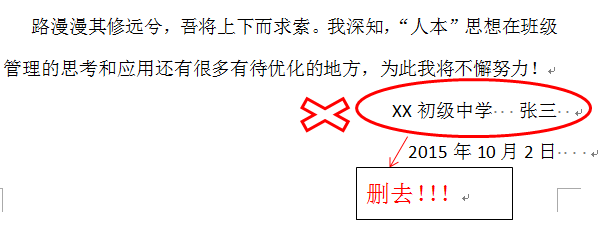 路漫漫其修远兮，吾将上下而求索。我深知，“人本”思想在班级
管理的思考和应用还有很多有待优化的地方，为此我将不懈努力！
XX 初级中学 张三
2015 年 10 月 2 日
删去!!!